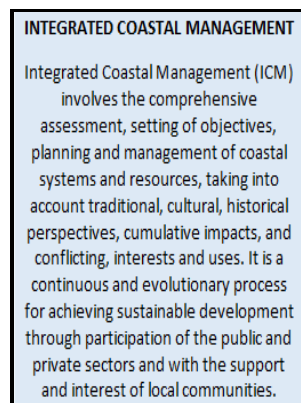 INTEGRATED COASTAL MANAGEMENT
Integrated Coastal Management (ICM)
involves the comprehensive
assessment, setting of objectives,
planning and management of coastal
systems and resources, taking into
account traditional, cultural, historical
perspectives, cumulative impacts, and
conflicting, interests and uses. It is a
continuous and evolutionary process
for achieving sustainable development
through participation of the public and
private sectors and with the support
and interest of local communities.